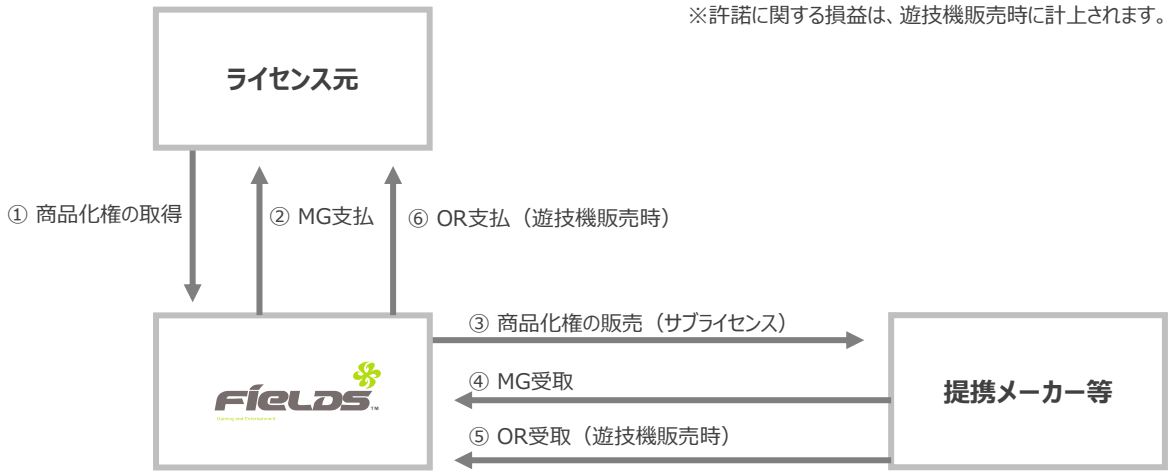 ※許諾に関する損益は、遊技機販売時に計上されます。
ライセンス元
① 商品化権の取得
② MG支払
⑥ OR支払（遊技機販売時）
③ 商品化権の販売（サブライセンス）
FIELDS™
Gaming and Entertainment
④ MG受取
提携メーカー等
⑤ OR受取（遊技機販売時）